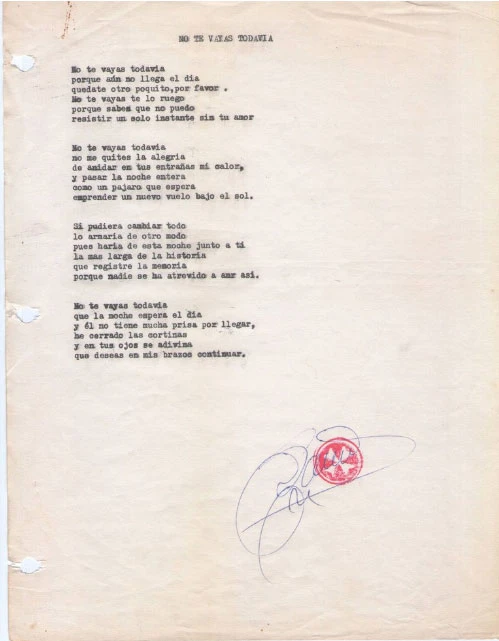 NO TE VAYAS TODAVIA
No te vayas todavia
porque aún no llega el dia
quedate otro poquito,por favor .
No te vayas te lo ruego
porque sabes que no puedo
resistir un solo instante sin tu amor
No te vayas todavia
no me quites la alegria
de anidar en tus entrañas mi calor,
y pasar la noche entera
como un pajaro que espera
emprender un nuevo vuelo bajo el sol.
Si pudiera cambiar todo
lo armaria de otro modo
pues haria de esta noche junto a tí
la mas larga de la historia
que registre la memoria
porque nadie se ha atrevido a amr asi.
No te vayas todavia
que la noche espera el dia
y él no tiene mucha prisa por llegar,
he cerrado las cortinas
y en tus ojos se adivina
que deseas en mis brazos continuar.